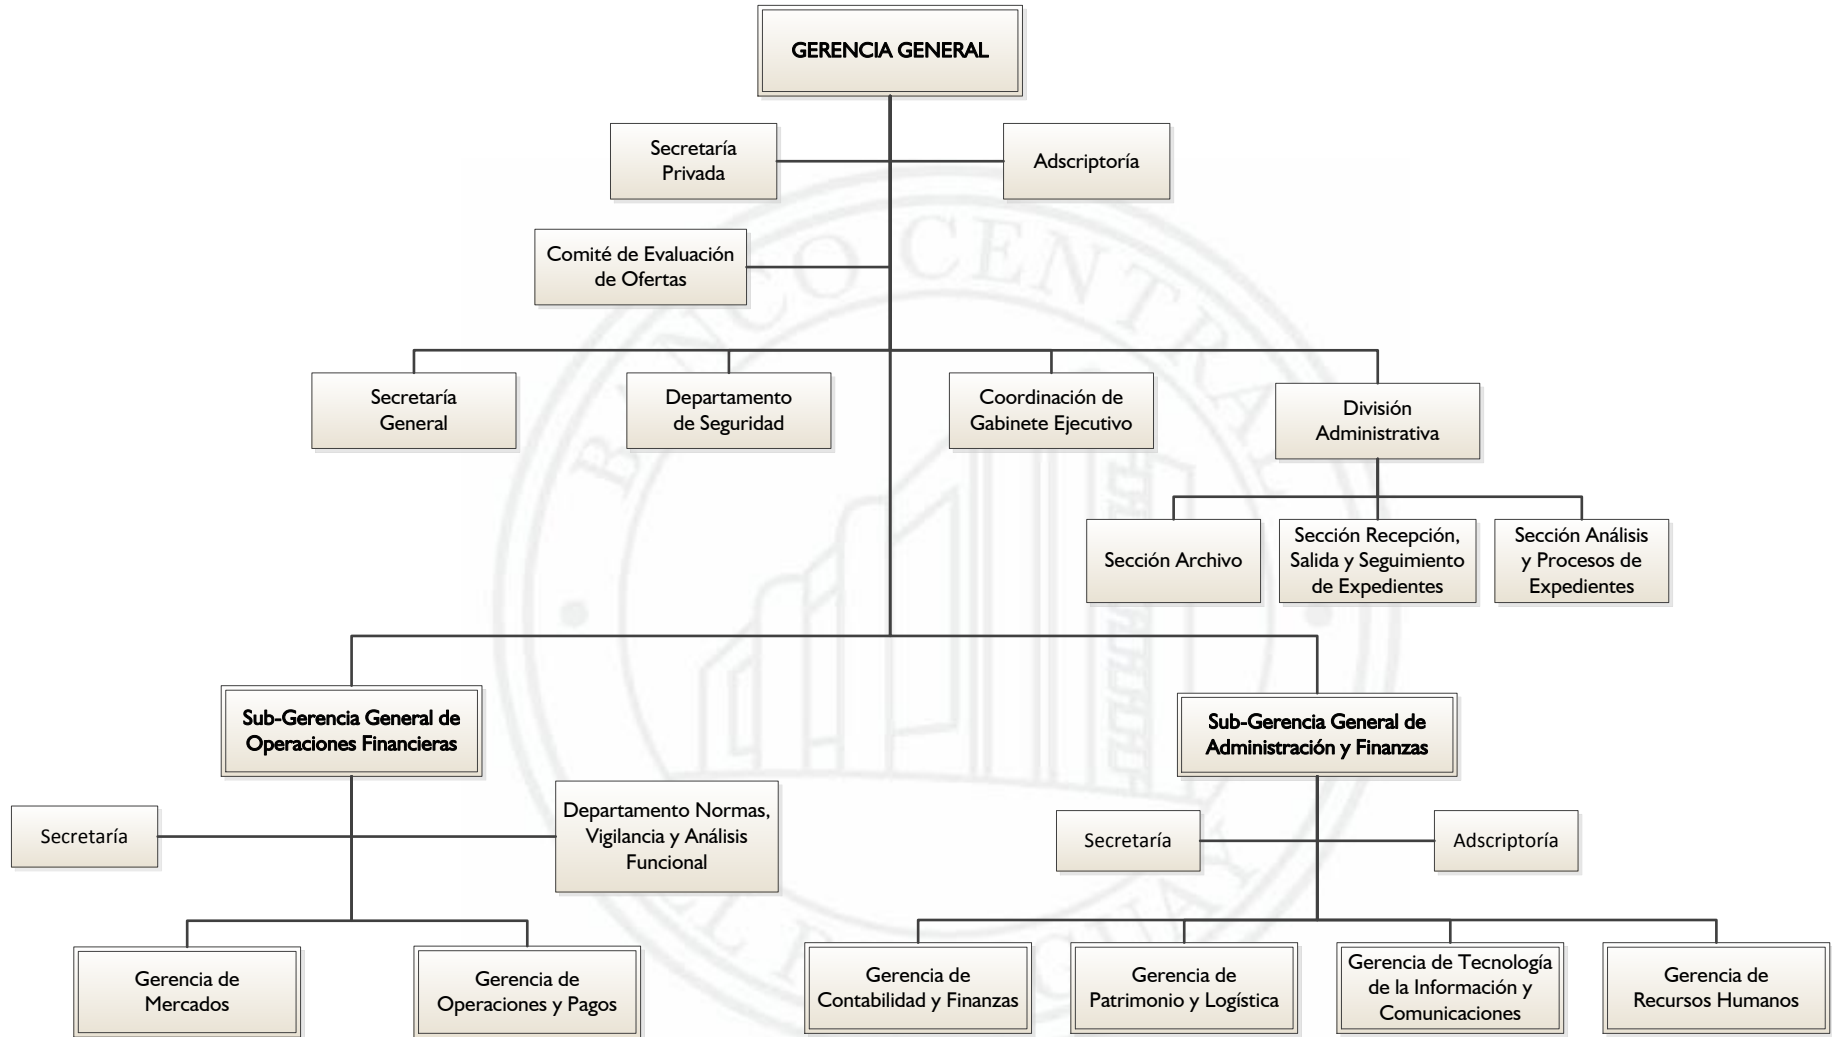 GERENCIA GENERAL
Secretaría
Privada
Adscriptoría
Comité de Evaluación
de Ofertas
Secretaría
General
Departamento
de Seguridad
Coordinación de
Gabinete Ejecutivo
División
Administrativa
Sección Archivo
Sección Recepción,
Salida y Seguimiento
de Expedientes
Sección Análisis
y Procesos de
Expedientes
Sub-Gerencia General de
Operaciones Financieras
Sub-Gerencia General de
Administración y Finanzas
Secretaría
Departamento Normas,
Vigilancia y Análisis
Funcional
Secretaría
Adscriptoría
Gerencia de
Mercados
Gerencia de
Operaciones y Pagos
Gerencia de
Contabilidad y Finanzas
Gerencia de
Patrimonio y Logística
Gerencia de Tecnología
de la Información y
Comunicaciones
Gerencia de
Recursos Humanos
BANCO CENTRAL